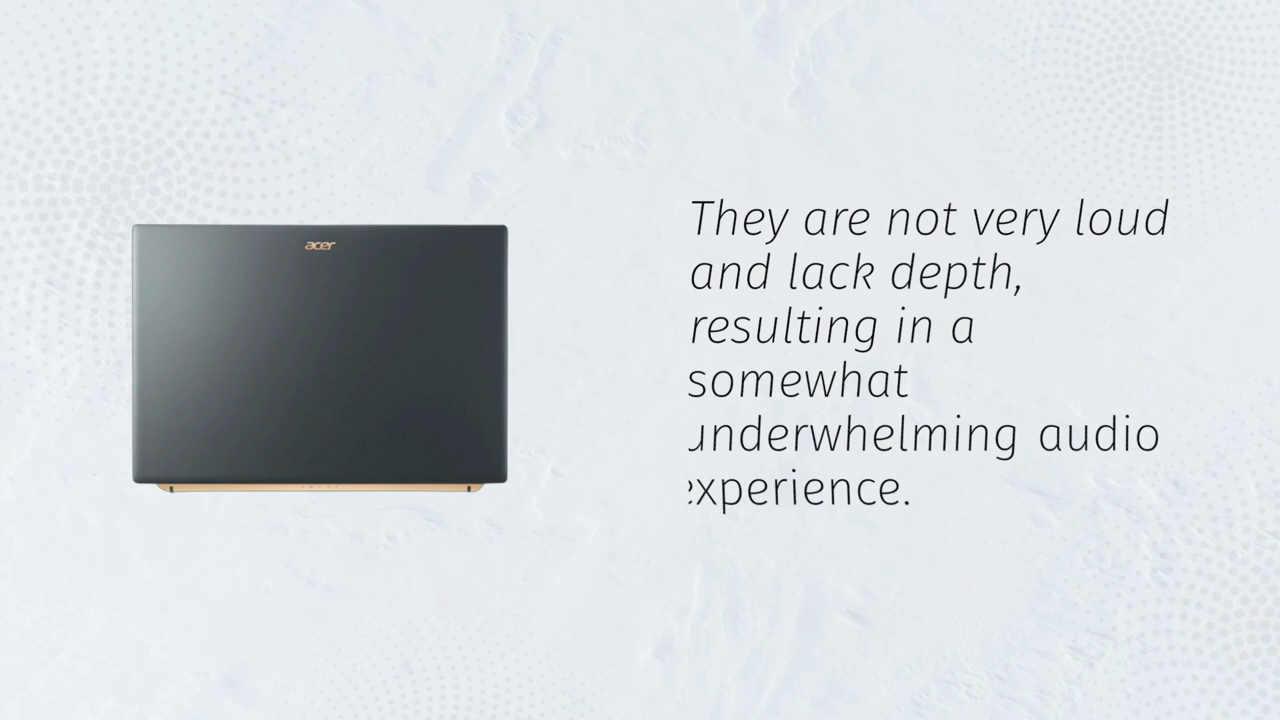 acer
They are not very loud
and lack depth,
resulting in a
somewhat
underwhelming audio
experience.